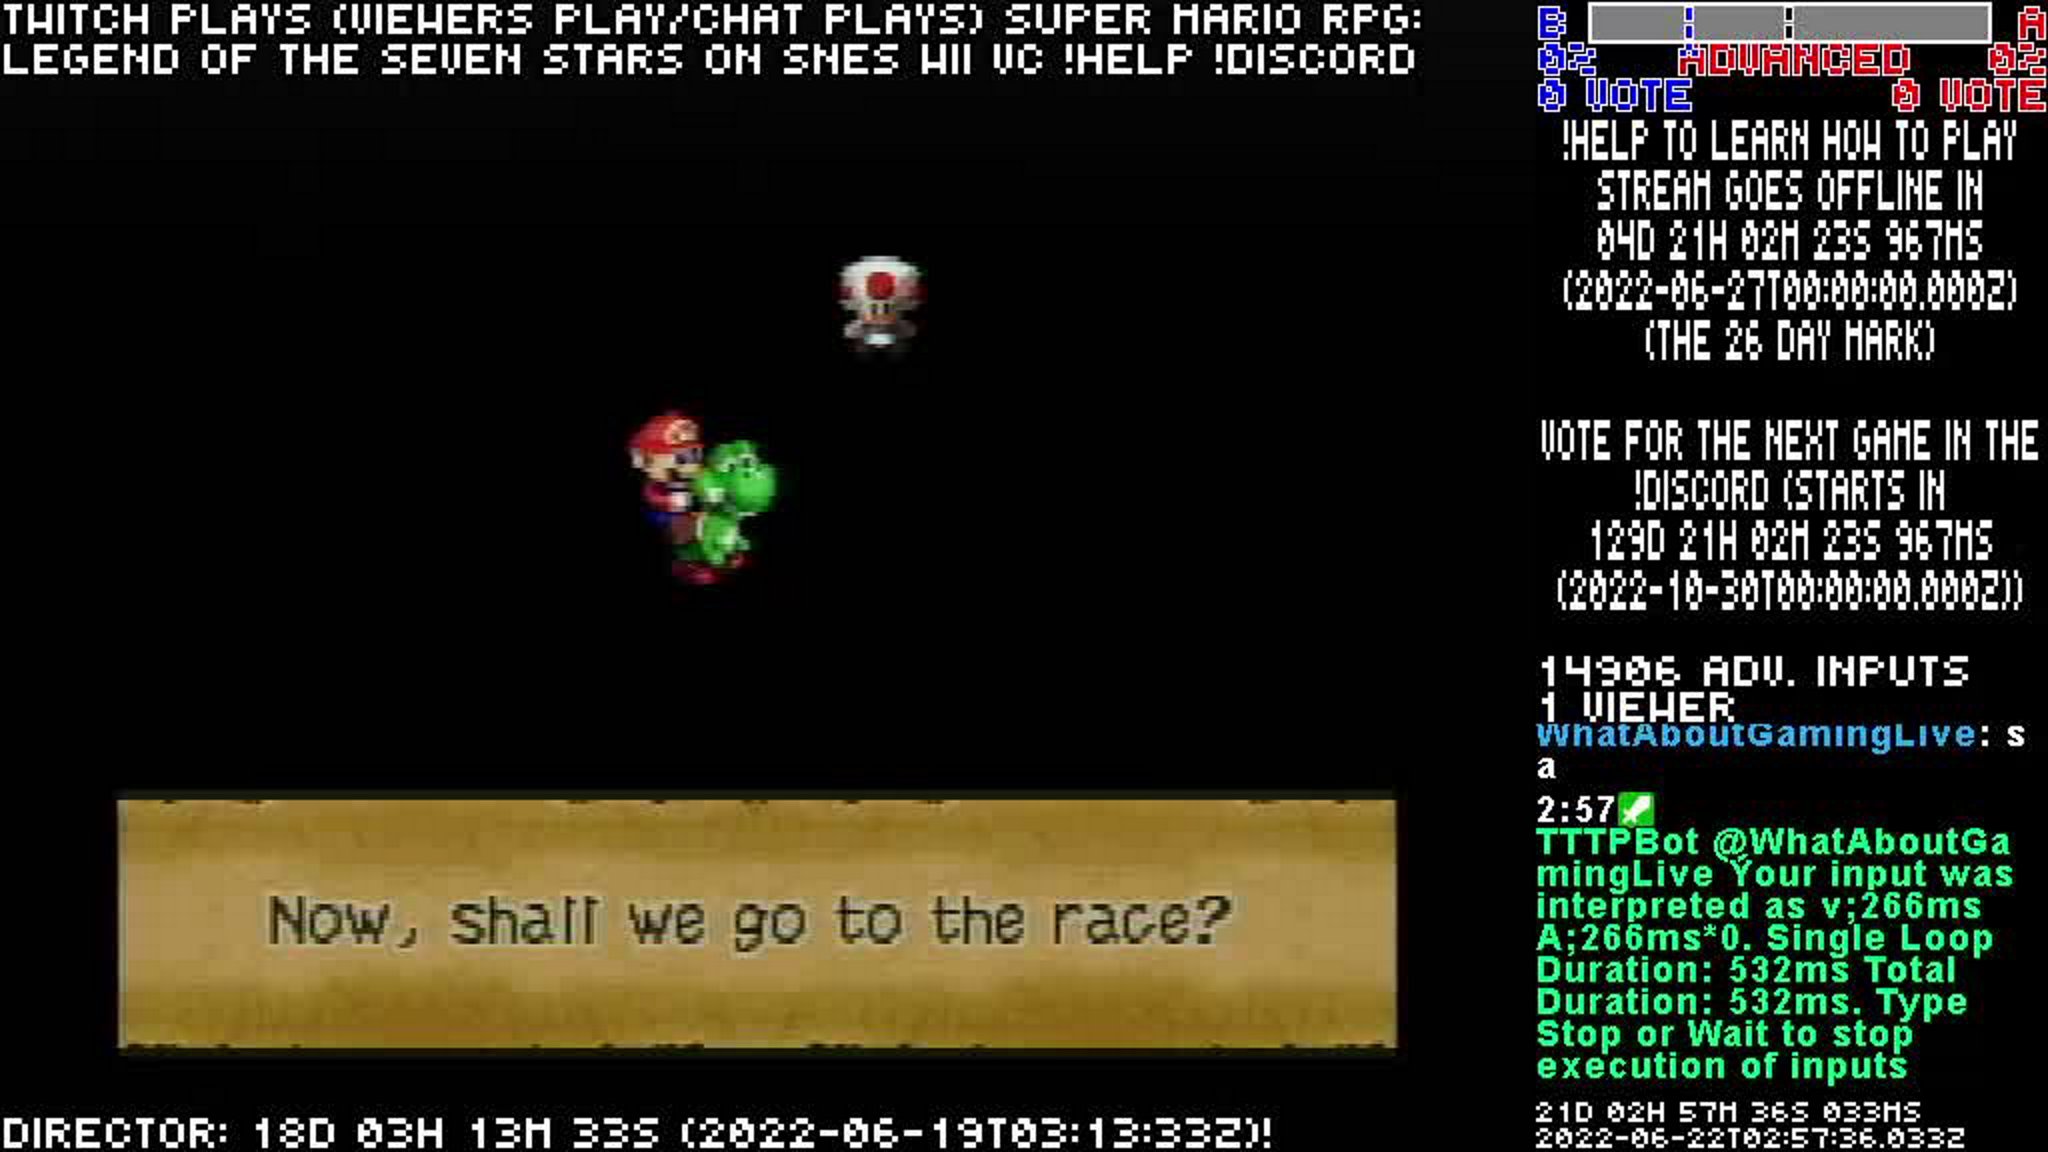 TWITCH PLAYS (VIEWERS PLAY/CHAT PLAYS) SUPER MARIO RPG:
LEGEND OF THE SEVEN STARS ON SNES WII VC !HELP !DISCORD
B A
0% ADVANCED 0%
0 VOTE 0 VOTE
!HELP TO LEARN HOW TO PLAY
STREAM GOES OFFLINE IN
04D 21H 02M 23S 967MS
(2022-06-27T00:00:00.000Z)
(THE 26 DAY MARK)
VOTE FOR THE NEXT GAME IN THE
!DISCORD (STARTS IN
129D 21H 02M 23S 967MS
(2022-10-30T00:00:00.000Z))
14906 ADV. INPUTS
1 VIEWER
WhatAboutGamingLive: s
a
2:57
TTTPBot @WhatAboutGa
mingLive Your input was
interpreted as v;266ms
A;266ms*0. Single Loop
Duration: 532ms Total
Duration: 532ms. Type
Stop or Wait to stop
execution of inputs
21D 02H 57M 36S 033MS
2022-06-22T02:57:36.033Z
Now, shall we go to the race?
DIRECTOR: 18D 03H 13M 33S (2022-06-19T03:13:33Z)!